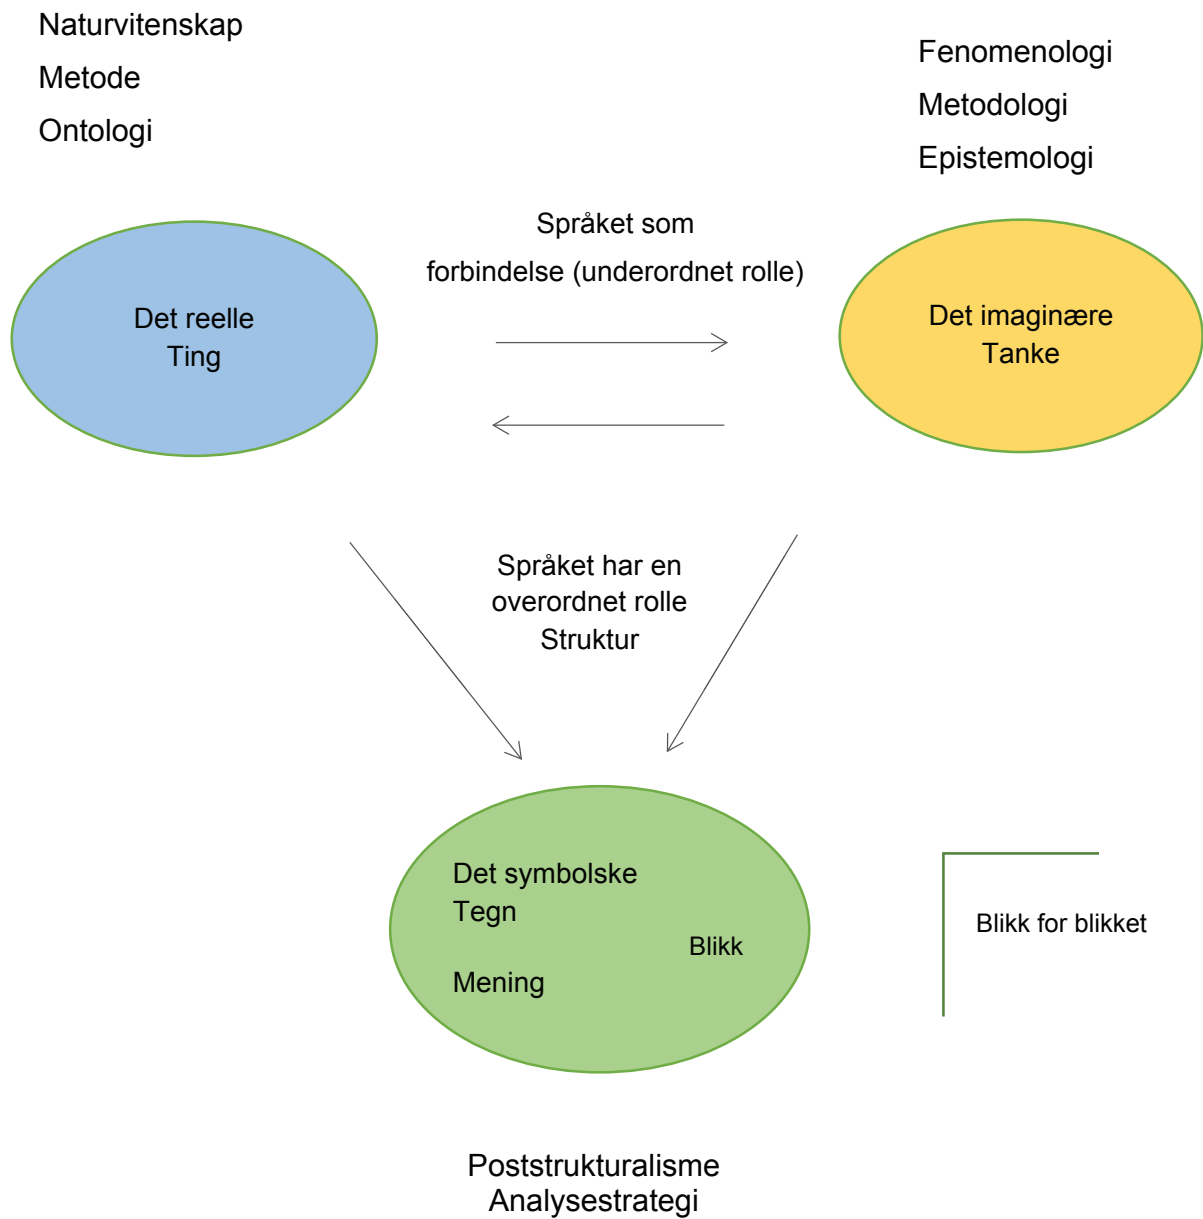 Naturvitenskap
Metode
Ontologi
Fenomenologi
Metodologi
Epistemologi
Språket som
forbindelse (underordnet rolle)
Det reelle
Ting
Det imaginære
Tanke
Språket har en
overordnet rolle
Struktur
Det symbolske
Tegn
Blikk
Mening
Blikk for blikket
Poststrukturalisme
Analysestrategi